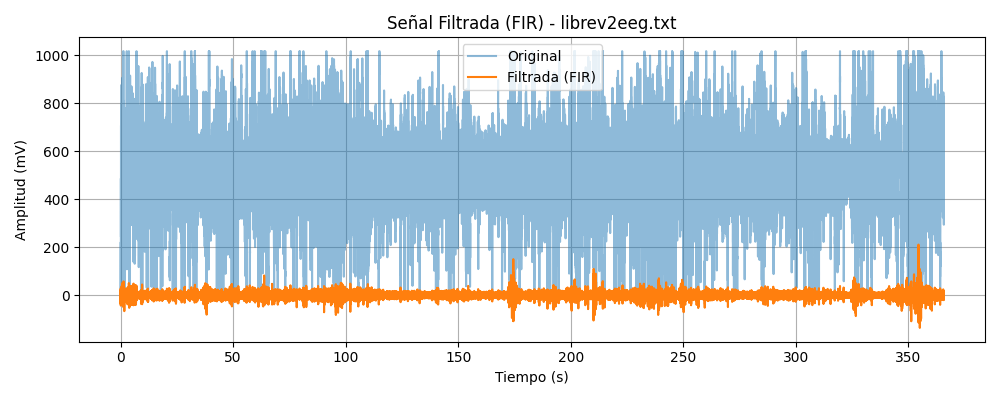 Señal Filtrada (FIR) - librev2eeg.txt
Original
Filtrada (FIR)
Amplitud (mV)
1000
800
600
400
200
0
0 50 100 150 200 250 300 350
Tiempo (s)